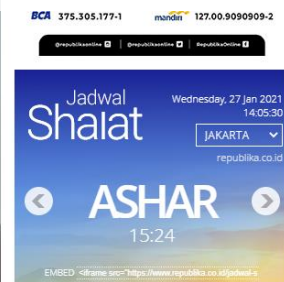 BCA 375.305.177-1 mandiri 127.00.9090909-2
@republikaonline @republikaonline RepublikaOnline
Jadwal
Shalat
Wednesday, 27 Jan 2021
14:05:30
JAKARTA
republika.co.id
ASHAR
15:24
EMBED <iframe src="https://www.republika.co.id/jadwal-s